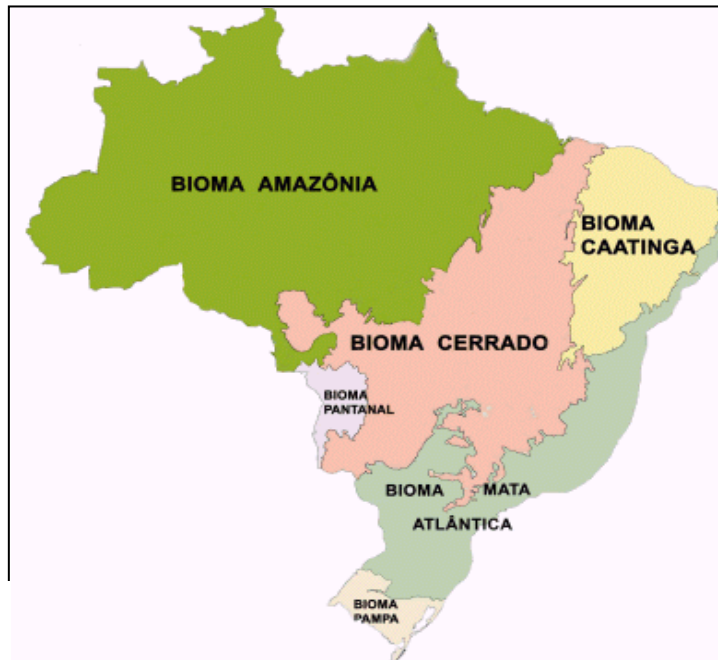 BIOMA AMAZÔNIA
BIOMA
CAATINGA
BIOMA CERRADO
BIOMA
PANTANAL
BIOMA MATA
ATLÂNTICA
BIOMA
PAMPA